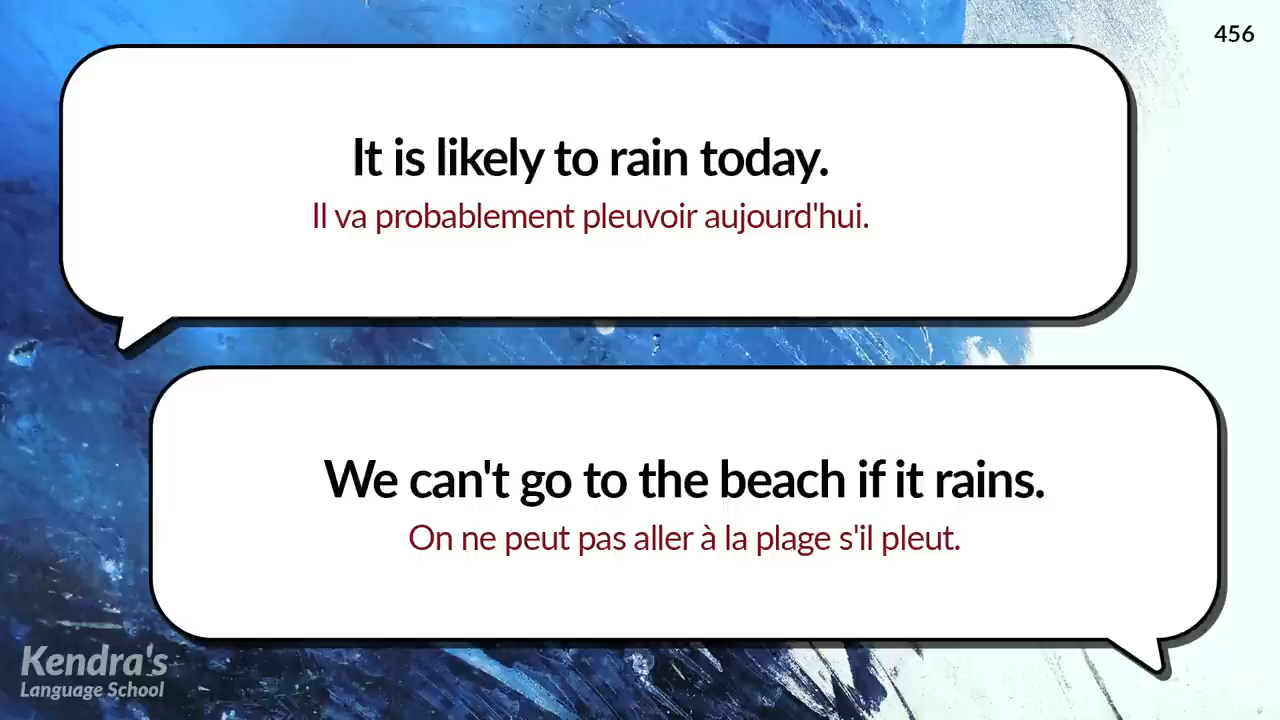 456
It is likely to rain today.
Il va probablement pleuvoir aujourd'hui.
We can't go to the beach if it rains.
On ne peut pas aller à la plage s'il pleut.
Kendra's
Language School